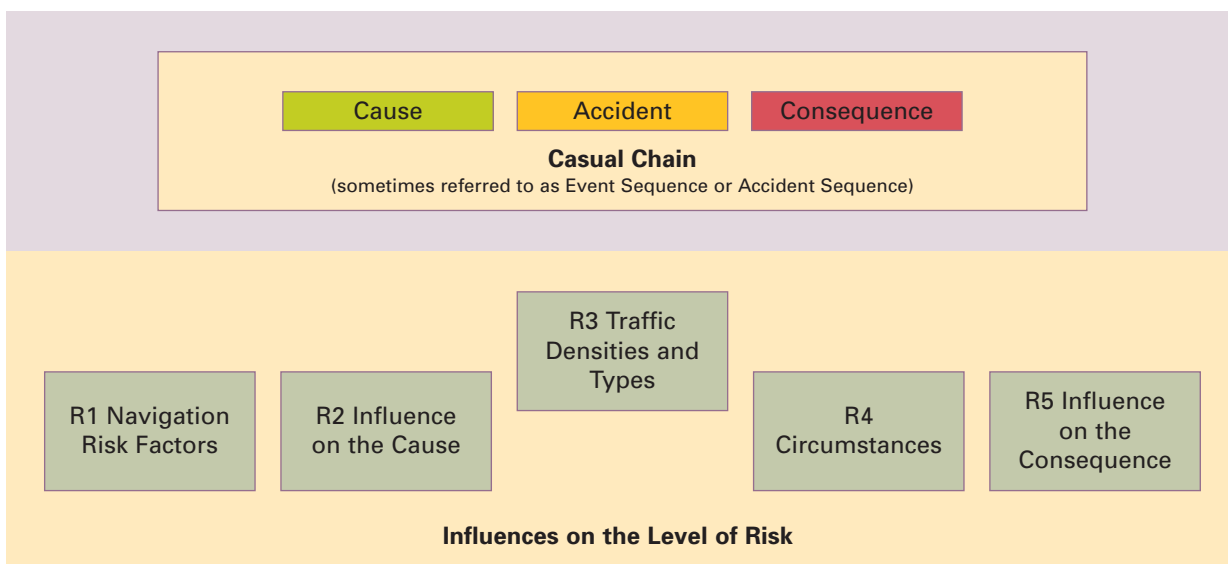 Cause
Accident
Consequence
Casual Chain
(sometimes referred to as Event Sequence or Accident Sequence)
R1 Navigation
Risk Factors
R2 Influence
on the Cause
R3 Traffic
Densities and
Types
R4
Circumstances
R5 Influence
on the
Consequence
Influences on the Level of Risk